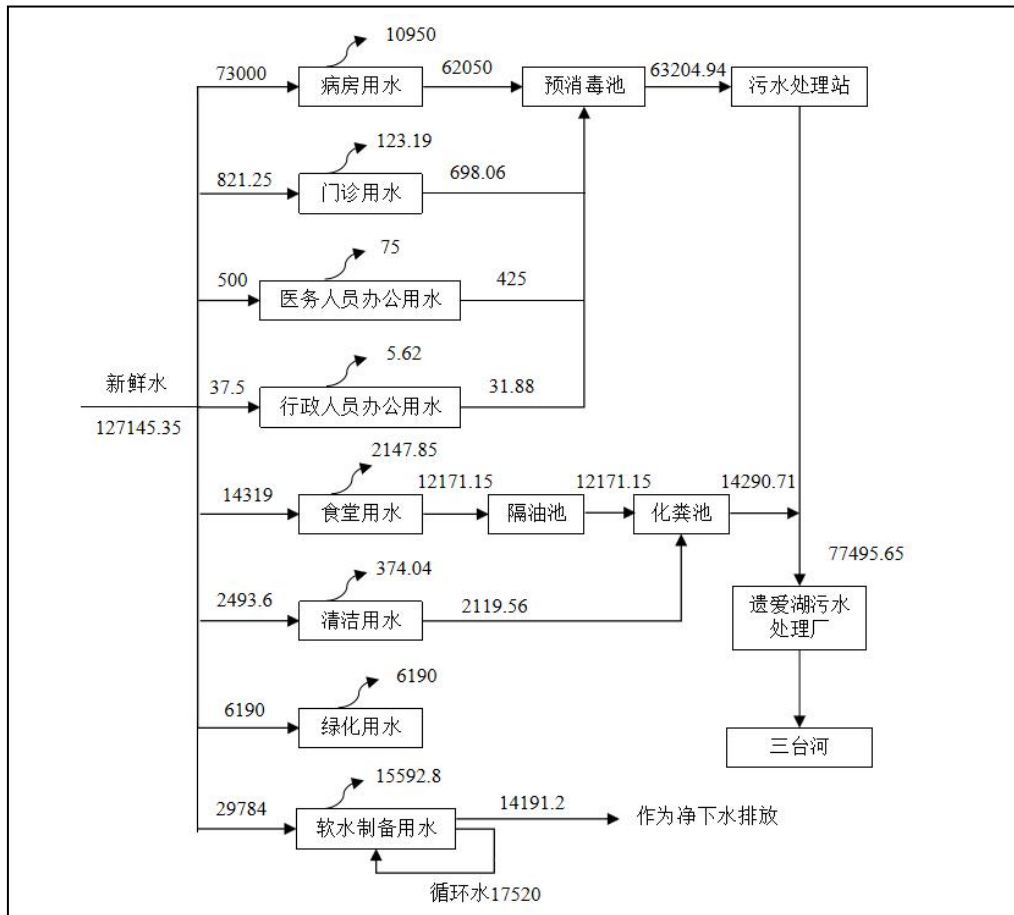 10950
73000
病房用水
62050
预消毒池
63204.94
污水处理站
123.19
821.25
门诊用水
698.06
75
500
医务人员办公用水
425
5.62
新鲜水
127145.35
37.5
行政人员办公用水
31.88
2147.85
14319
食堂用水
12171.15
隔油池
12171.15
化粪池
14290.71
77495.65
374.04
2493.6
清洁用水
2119.56
遗爱湖污水
处理厂
6190
6190
绿化用水
三台河
15592.8
29784
软水制备用水
14191.2
作为净下水排放
循环水17520